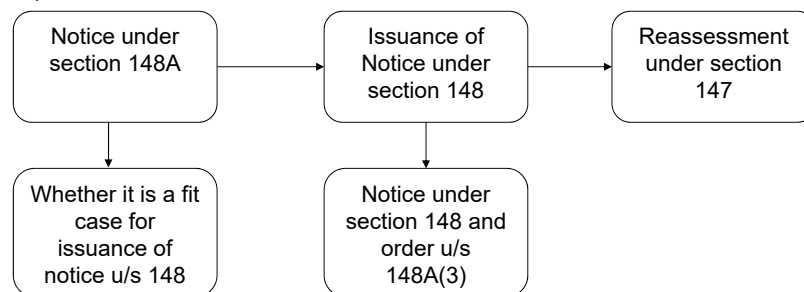 Notice under
section 148A
Issuance of
Notice under
section 148
Reassessment
under section
147
Whether it is a fit
case for
issuance of
notice u/s 148
Notice under
section 148 and
order u/s
148A(3)